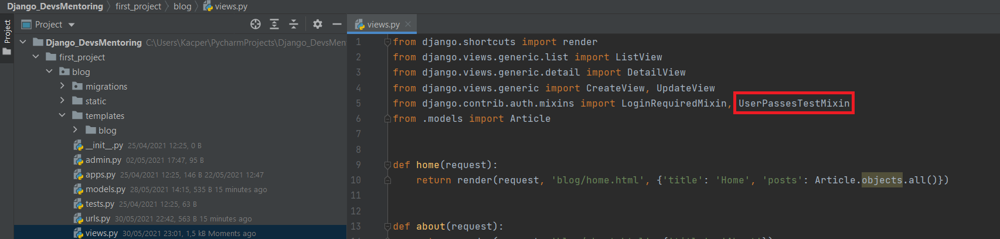 Django_DevsMentoring first_project blog views.py
Project
Project
views.py
Django_DevsMentoring C:\Users\Kacper\PycharmProjects\Django_DevsMen
first_project
blog
migrations
static
templates
blog
__init__.py 25/04/2021 12:25, 0 B
admin.py 02/05/2021 17:47, 95 B
apps.py 25/04/2021 12:25, 146 B 22/05/2021 12:47
models.py 28/05/2021 14:15, 535 B 15 minutes ago
tests.py 25/04/2021 12:25, 63 B
urls.py 30/05/2021 22:42, 563 B 15 minutes ago
views.py 30/05/2021 23:01, 1,5 kB Moments ago
1 from django.shortcuts import render
2 from django.views.generic.list import ListView
3 from django.views.generic.detail import DetailView
4 from django.views.generic import CreateView, UpdateView
5 from django.contrib.auth.mixins import LoginRequiredMixin, UserPassesTestMixin
6 from .models import Article
7
8
9 def home(request):
10 return render(request, 'blog/home.html', {'title': 'Home', 'posts': Article.objects.all()})
11
12
13 def about(request):